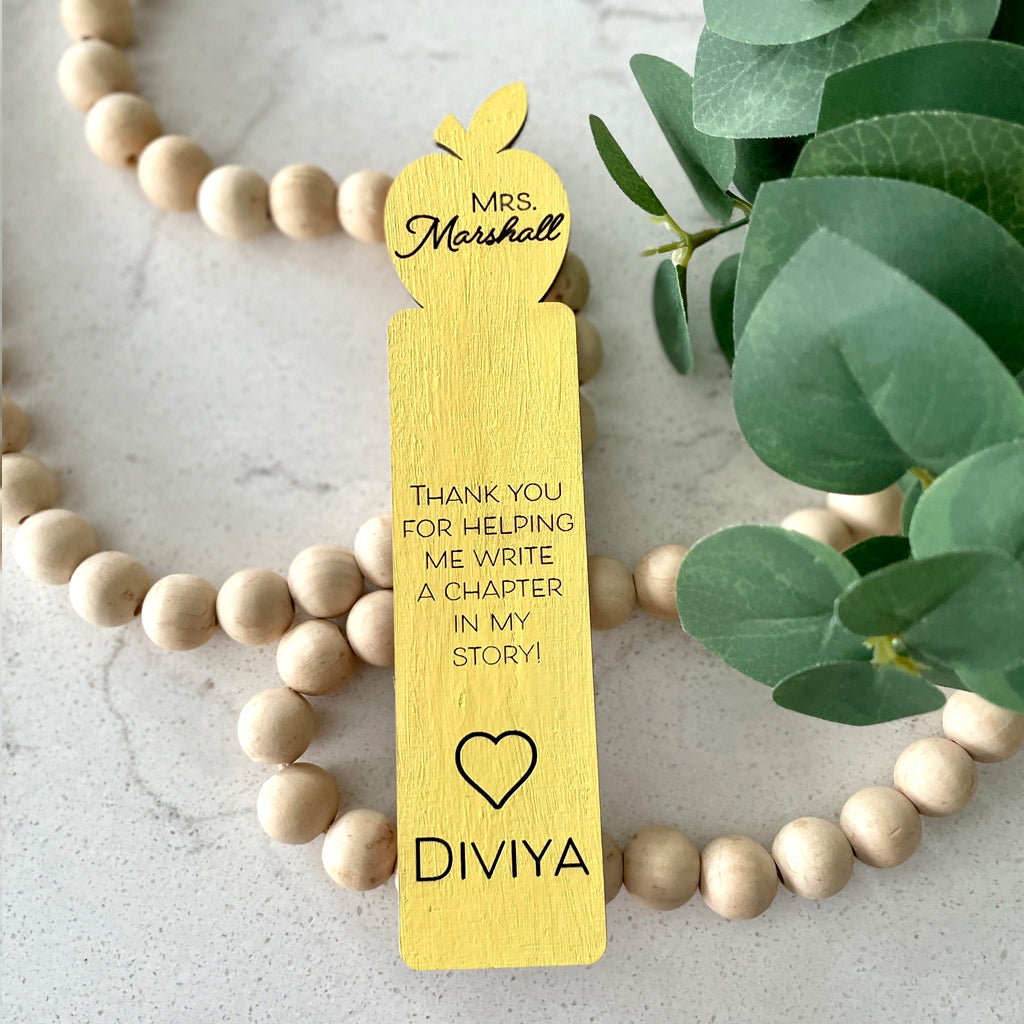 MRS.
Marshall
THANK YOU
FOR HELPING
ME WRITE
A CHAPTER
IN MY
STORY!
DIVIYA